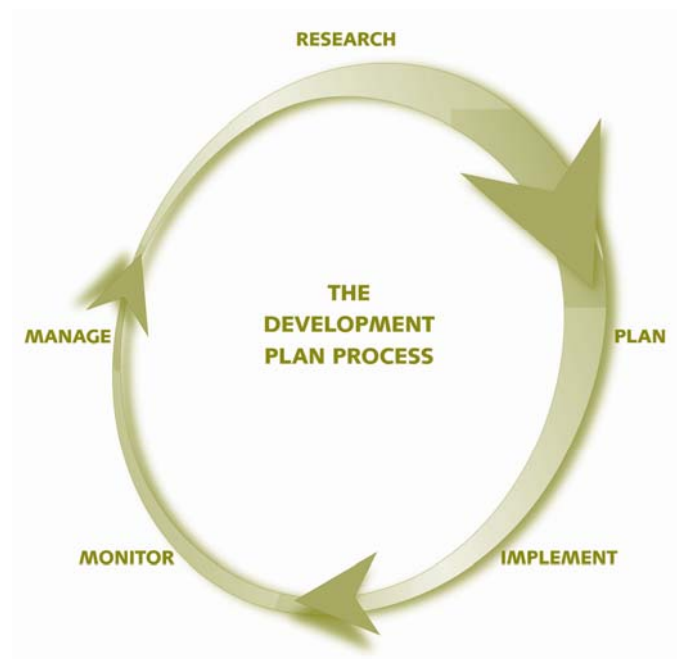 RESEARCH
THE
DEVELOPMENT
PLAN PROCESS
MANAGE
PLAN
MONITOR
IMPLEMENT